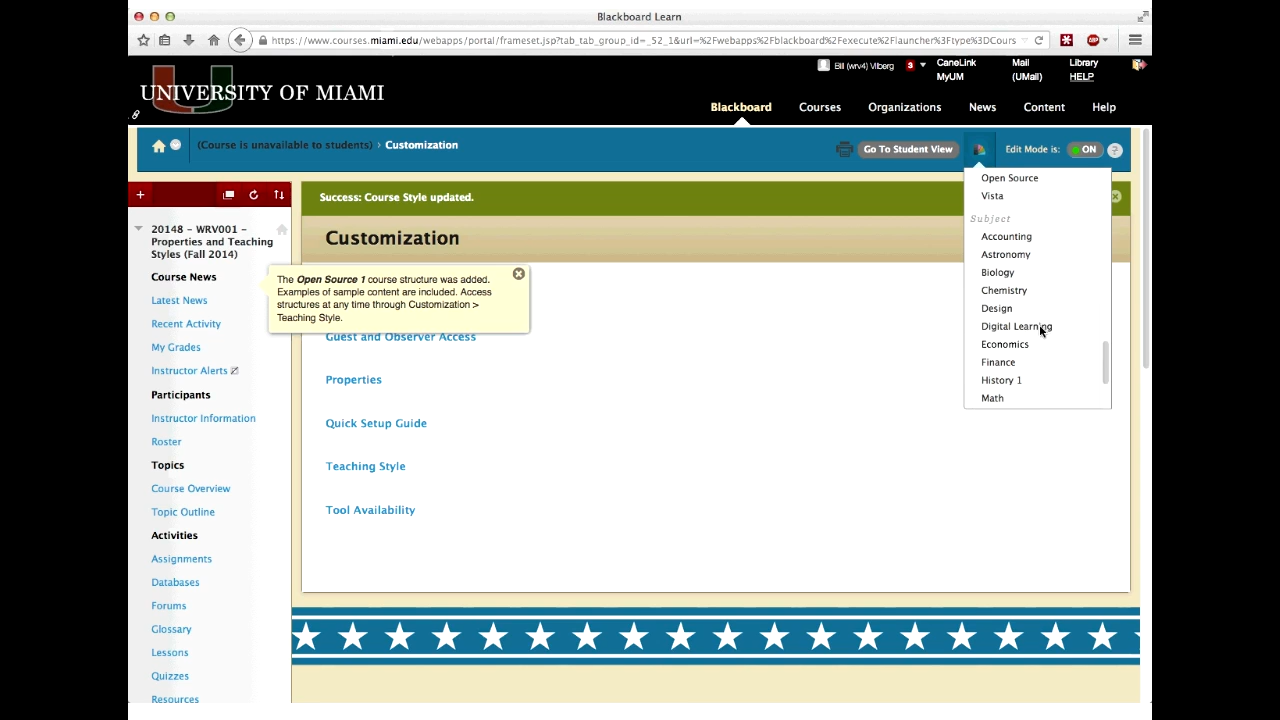 Blackboard Learn
https://www.courses.miami.edu/webapps/portal/frameset.jsp?tab_tab_group_id=_52_1&url=%2Fwebapps%2Fblackboard%2Fexecute%2Flauncher%3Ftype%3DCours
UNIVERSITY OF MIAMI
Bill (wrv4) Vilberg 3 CaneLink Mail Library
MyUM (UMail) HELP
Blackboard Courses Organizations News Content Help
(Course is unavailable to students) › Customization
Go To Student View
Edit Mode is: ON ?
Success: Course Style updated.
Customization
20148 - WRV001 -
Properties and Teaching
Styles (Fall 2014)
Course News
Latest News
Recent Activity
My Grades
Instructor Alerts
Participants
Instructor Information
Roster
Topics
Course Overview
Topic Outline
Activities
Assignments
Databases
Forums
Glossary
Lessons
Quizzes
Resources
The Open Source 1 course structure was added.
Examples of sample content are included. Access
structures at any time through Customization >
Teaching Style.
Guest and Observer Access
Properties
Quick Setup Guide
Teaching Style
Tool Availability
Open Source
Vista
Subject
Accounting
Astronomy
Biology
Chemistry
Design
Digital Learning
Economics
Finance
History 1
Math